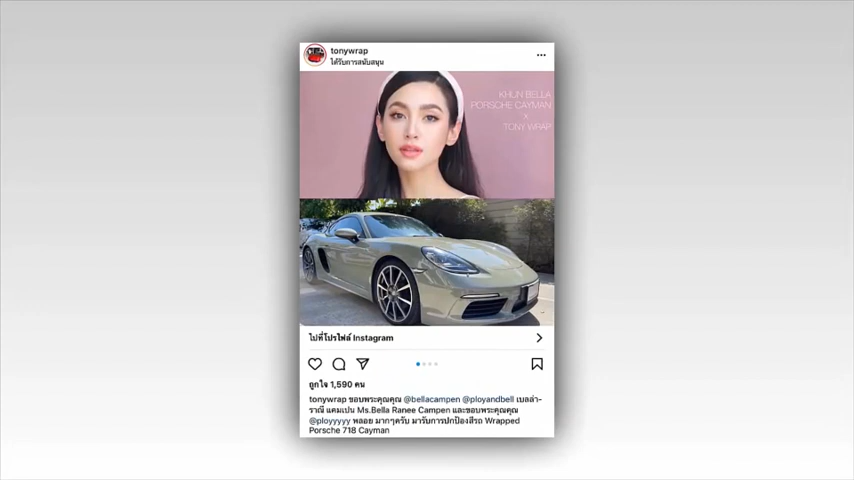 tonywrap
ได้รับการสนับสนุน
KHUN BELLA
PORSCHE CAYMAN
X
TONY WRAP
ไปที่โปรไฟล์ Instagram
ถูกใจ 1,590 คน
tonywrap ขอบพระคุณคุณ @bellacampen @ployandbell เบลล่า-
ราณี แคมเปน Ms.Bella Ranee Campen และขอบพระคุณคุณ
@ployyyyy พลอย มากๆครับ มารับการปกป้องสีรถ Wrapped
Porsche 718 Cayman